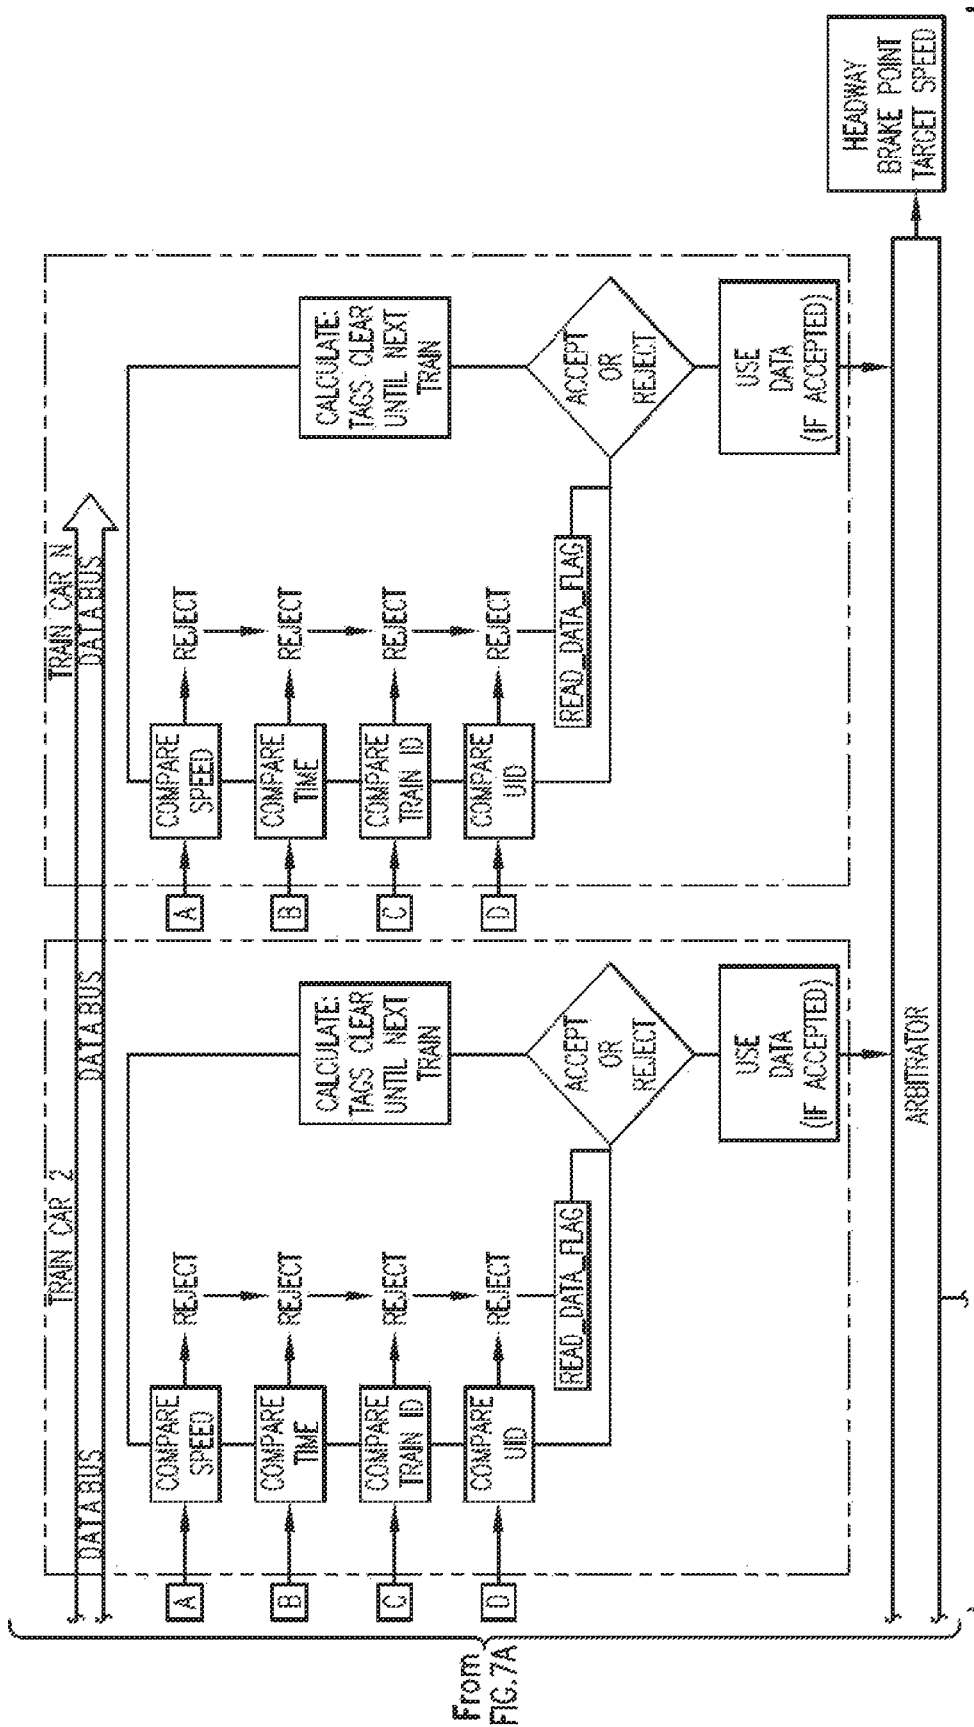 From
FIG. 7A
TRAIN CAR 2
DATA BUS
DATA BUS
A
COMPARE
SPEED
REJECT
B
COMPARE
TIME
REJECT
C
COMPARE
TRAIN ID
REJECT
D
COMPARE
UID
REJECT
READ_DATA_FLAG
CALCULATE:
TAGS CLEAR
UNTIL NEXT
TRAIN
ACCEPT
OR
REJECT
USE
DATA
(IF ACCEPTED)
TRAIN CAR N
DATA BUS
A
COMPARE
SPEED
REJECT
B
COMPARE
TIME
REJECT
C
COMPARE
TRAIN ID
REJECT
D
COMPARE
UID
REJECT
READ_DATA_FLAG
CALCULATE:
TAGS CLEAR
UNTIL NEXT
TRAIN
ACCEPT
OR
REJECT
USE
DATA
(IF ACCEPTED)
ARBITRATOR
HEADWAY
BRAKE POINT
TARGET SPEED